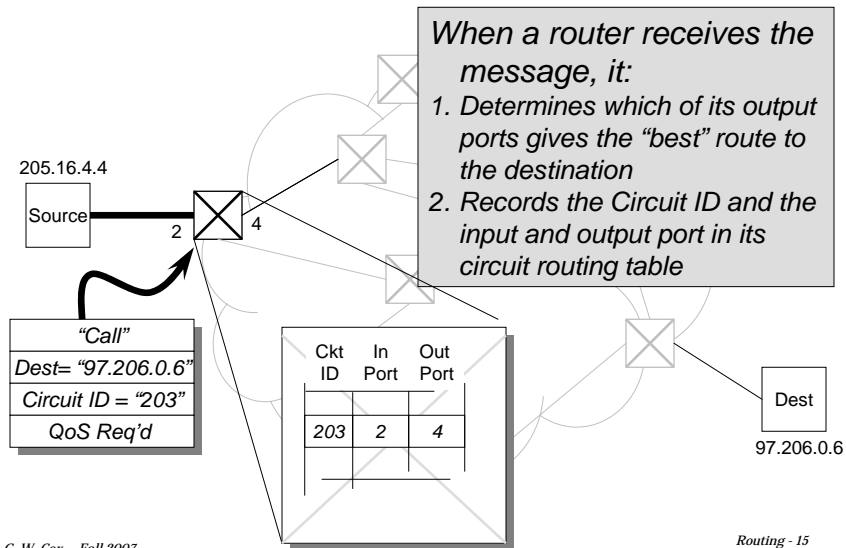 When a router receives the
message, it:
1. Determines which of its output
ports gives the “best” route to
the destination
2. Records the Circuit ID and the
input and output port in its
circuit routing table
205.16.4.4
Source
2
4
“Call”
Dest= “97.206.0.6”
Circuit ID = “203”
QoS Req’d
Ckt In Out
ID Port Port
203 2 4
Dest
97.206.0.6
Fall 2007
Routing - 15